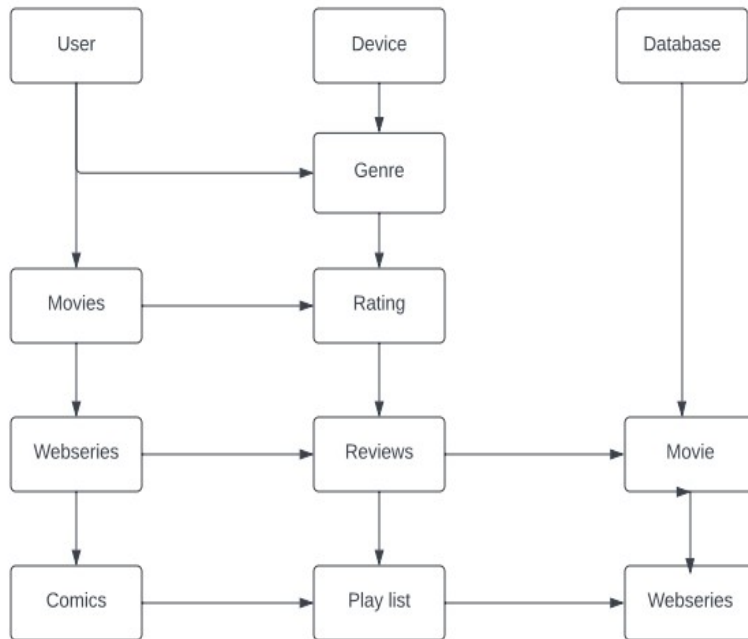 User
Device
Database
Genre
Movies
Rating
Webseries
Reviews
Movie
Comics
Play list
Webseries